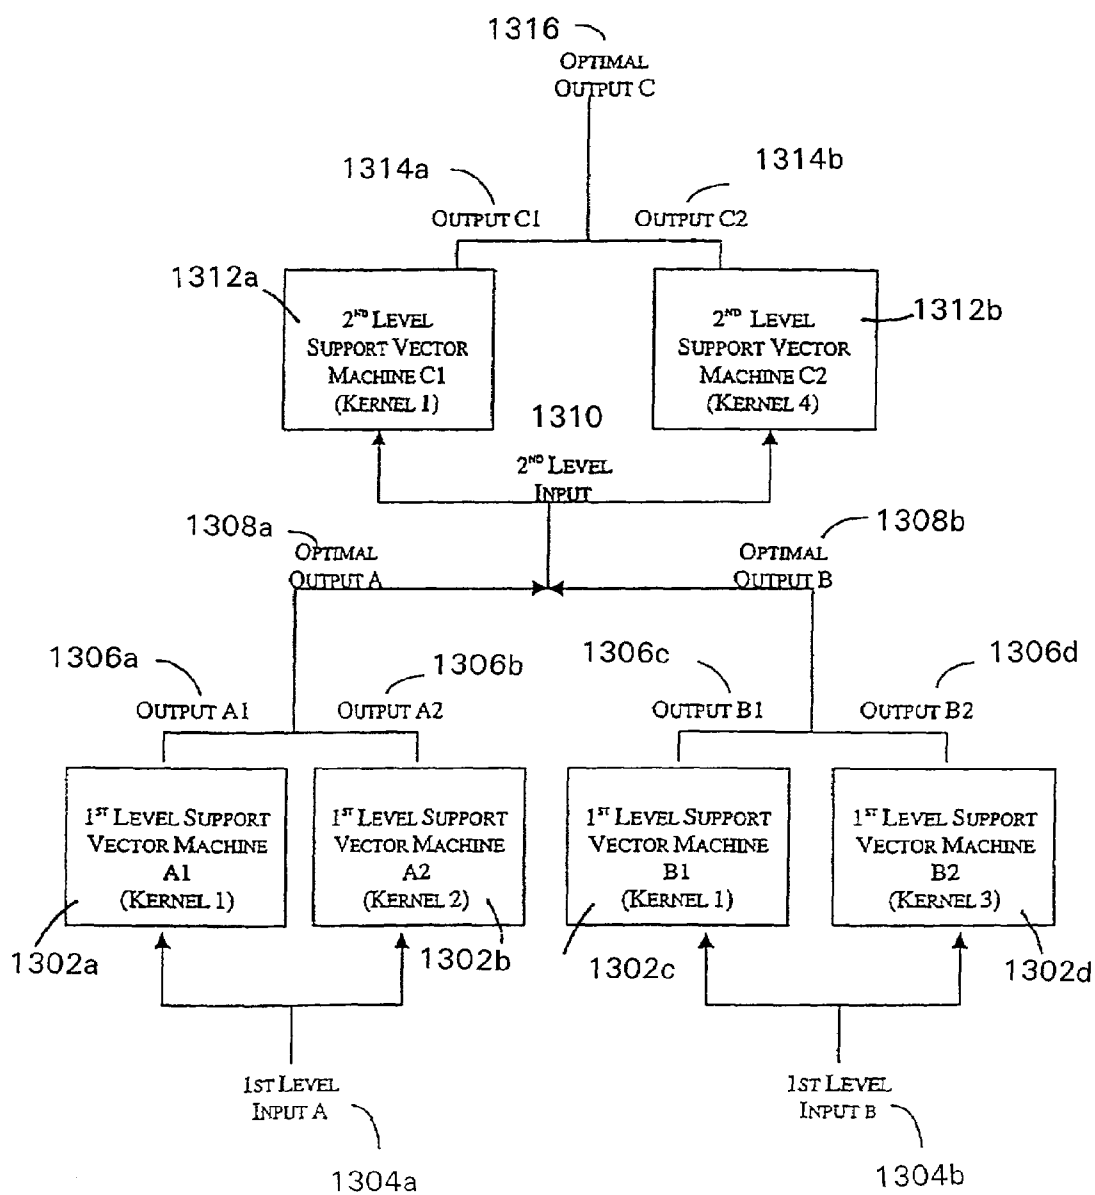 1316
OPTIMAL
OUTPUT C
1314a
1314b
OUTPUT C1
OUTPUT C2
1312a
1312b
2ND LEVEL
SUPPORT VECTOR
MACHINE C1
(KERNEL 1)
2ND LEVEL
SUPPORT VECTOR
MACHINE C2
(KERNEL 4)
1310
2ND LEVEL
INPUT
1308a
1308b
OPTIMAL
OUTPUT A
OPTIMAL
OUTPUT B
1306a
1306b
1306c
1306d
OUTPUT A1
OUTPUT A2
OUTPUT B1
OUTPUT B2
1ST LEVEL SUPPORT
VECTOR MACHINE
A1
(KERNEL 1)
1ST LEVEL SUPPORT
VECTOR MACHINE
A2
(KERNEL 2)
1ST LEVEL SUPPORT
VECTOR MACHINE
B1
(KERNEL 1)
1ST LEVEL SUPPORT
VECTOR MACHINE
B2
(KERNEL 3)
1302a
1302b
1302c
1302d
1ST LEVEL
INPUT A
1ST LEVEL
INPUT B
1304a
1304b